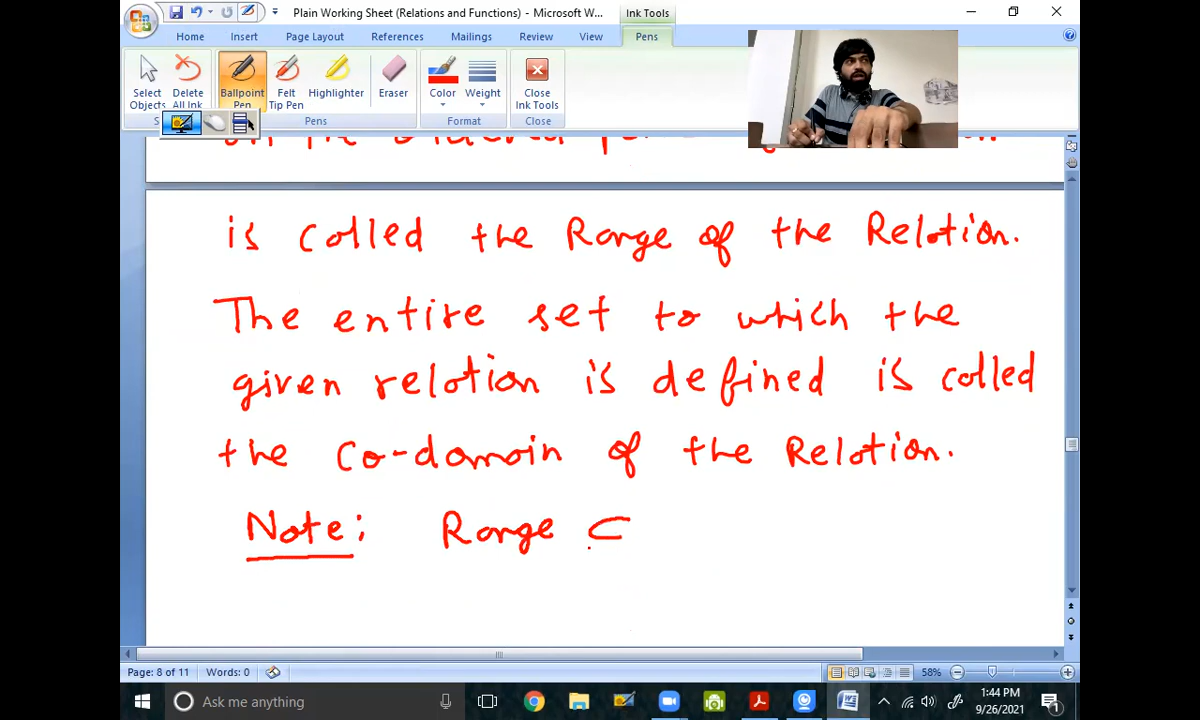 Plain Working Sheet (Relations and Functions) - Microsoft W...
Ink Tools
Home Insert Page Layout References Mailings Review View Pens
Select Objects
Delete All Ink
Ballpoint Pen
Felt Tip Pen
Highlighter
Eraser
Color
Weight
Close Ink Tools
Pens
Format
Close
is called the Range of the Relation.
The entire set to which the
given relation is defined is called
the co-domain of the Relation.
Note: Range ⊂
Page: 8 of 11 Words: 0 58%
Ask me anything
1:44 PM
9/26/2021